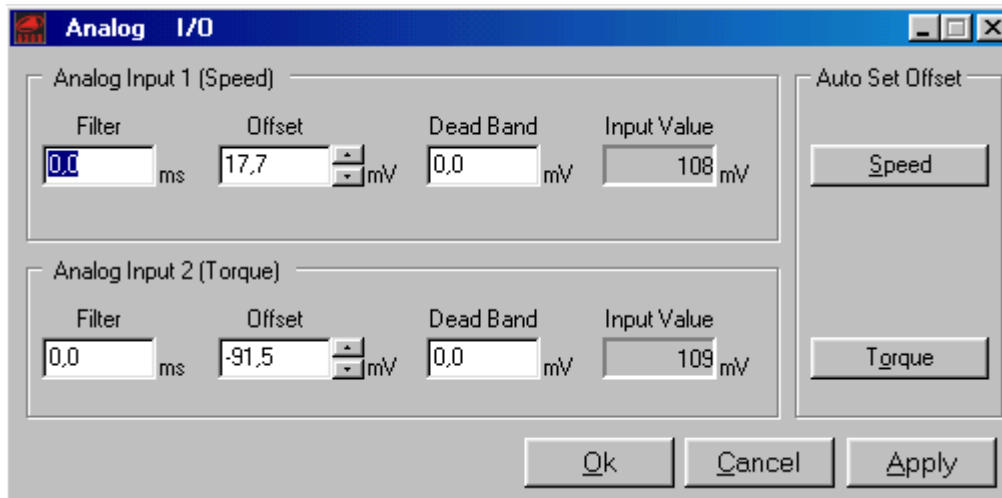 Analog I/O
Analog Input 1 (Speed)
Filter Offset Dead Band Input Value
0,0 ms 17,7 mV 0,0 mV 108 mV
Analog Input 2 (Torque)
Filter Offset Dead Band Input Value
0,0 ms -91,5 mV 0,0 mV 109 mV
Auto Set Offset
Speed
Torque
Ok Cancel Apply